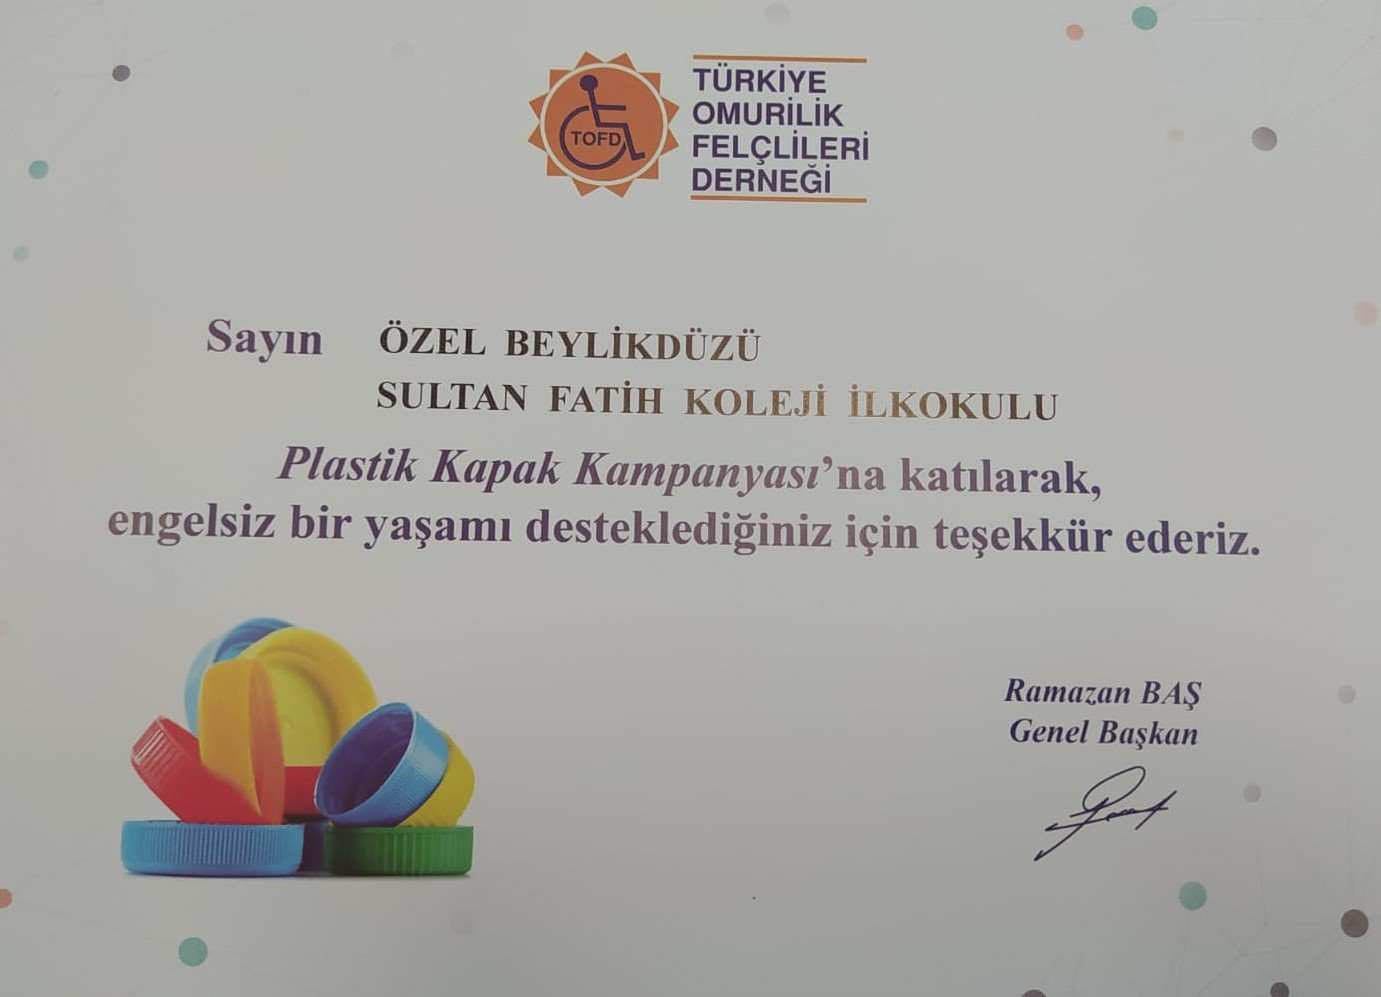 TOFD
TÜRKİYE
OMURİLİK
FELÇLİLERİ
DERNEĞİ
Sayın ÖZEL BEYLİKDÜZÜ
SULTAN FATİH KOLEJİ İLKOKULU
Plastik Kapak Kampanyası’na katılarak,
engelsiz bir yaşamı desteklediğiniz için teşekkür ederiz.
Ramazan BAŞ
Genel Başkan